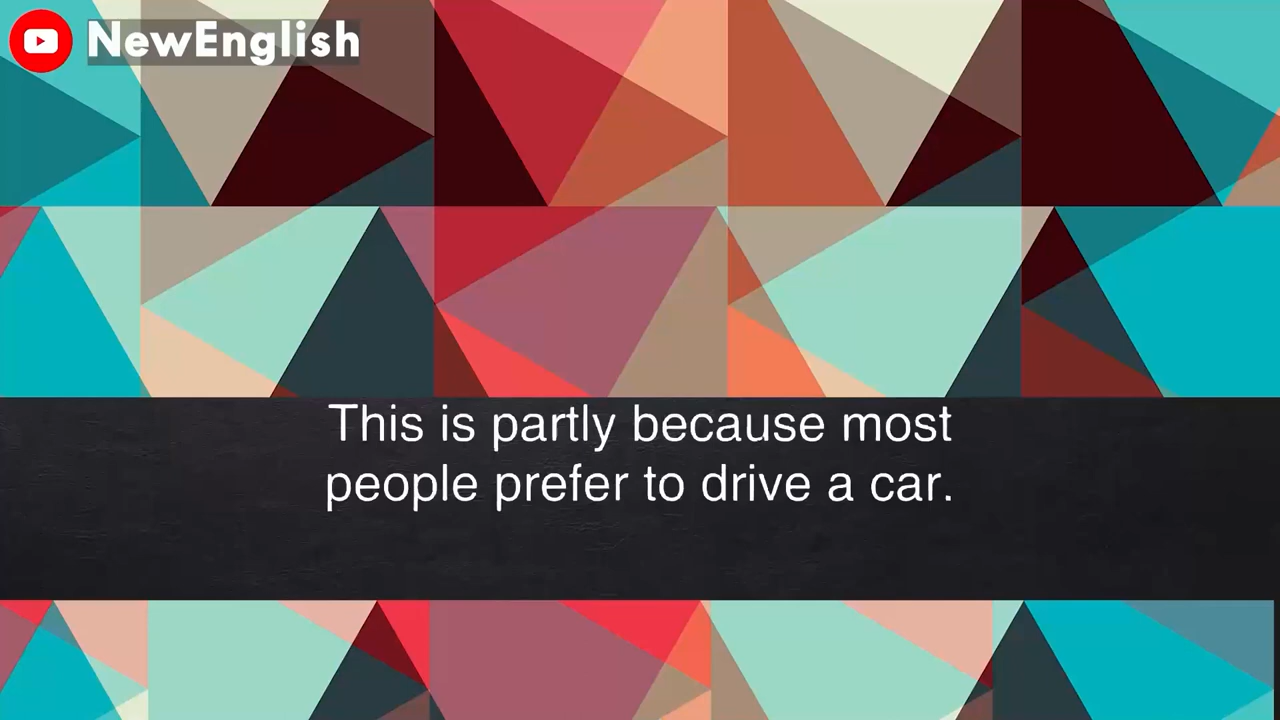 NewEnglish
This is partly because most
people prefer to drive a car.